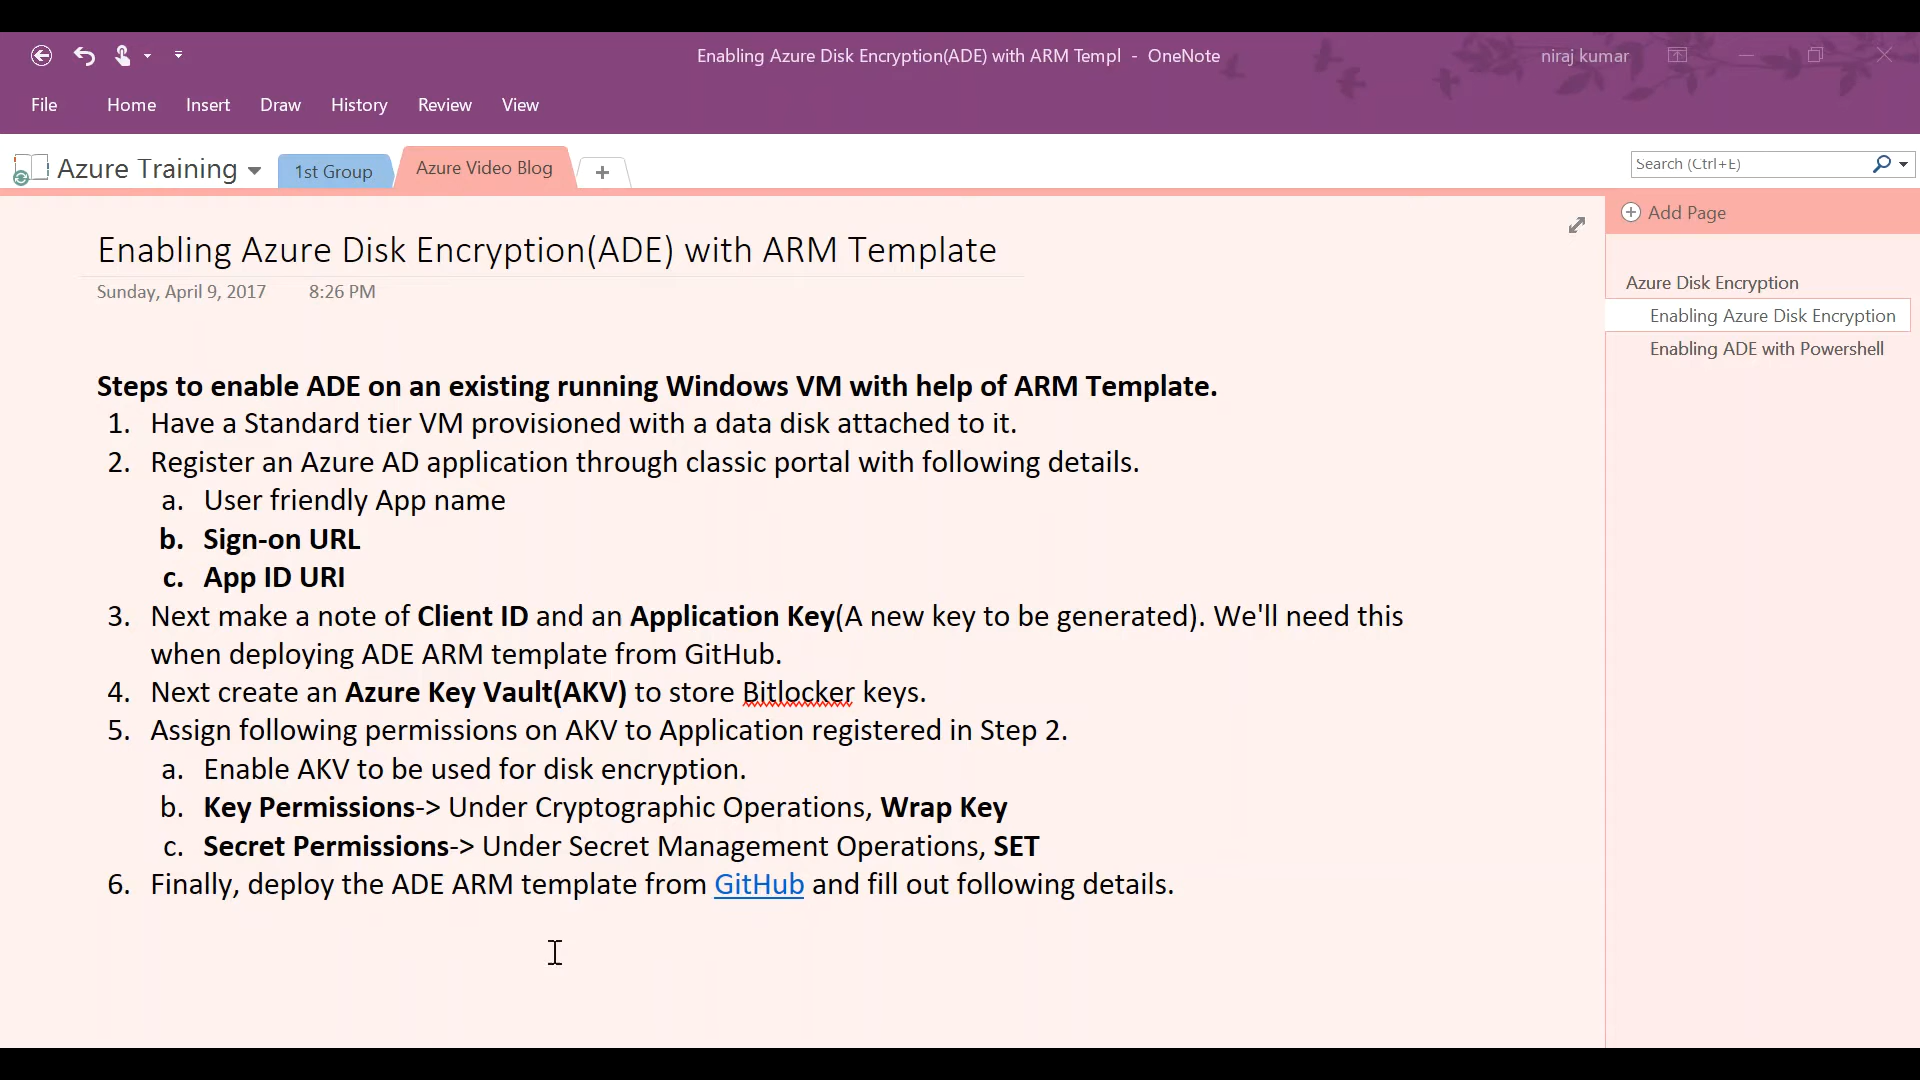 Enabling Azure Disk Encryption(ADE) with ARM Templ - OneNote
niraj kumar
File Home Insert Draw History Review View
Azure Training
1st Group
Azure Video Blog
Search (Ctrl+E)
Add Page
Enabling Azure Disk Encryption(ADE) with ARM Template
Sunday, April 9, 2017 8:26 PM
Azure Disk Encryption
Enabling Azure Disk Encryption
Enabling ADE with Powershell
Steps to enable ADE on an existing running Windows VM with help of ARM Template.
1. Have a Standard tier VM provisioned with a data disk attached to it.
2. Register an Azure AD application through classic portal with following details.
a. User friendly App name
b. Sign-on URL
c. App ID URI
3. Next make a note of Client ID and an Application Key(A new key to be generated). We'll need this
when deploying ADE ARM template from GitHub.
4. Next create an Azure Key Vault(AKV) to store Bitlocker keys.
5. Assign following permissions on AKV to Application registered in Step 2.
a. Enable AKV to be used for disk encryption.
b. Key Permissions-> Under Cryptographic Operations, Wrap Key
c. Secret Permissions-> Under Secret Management Operations, SET
6. Finally, deploy the ADE ARM template from GitHub and fill out following details.